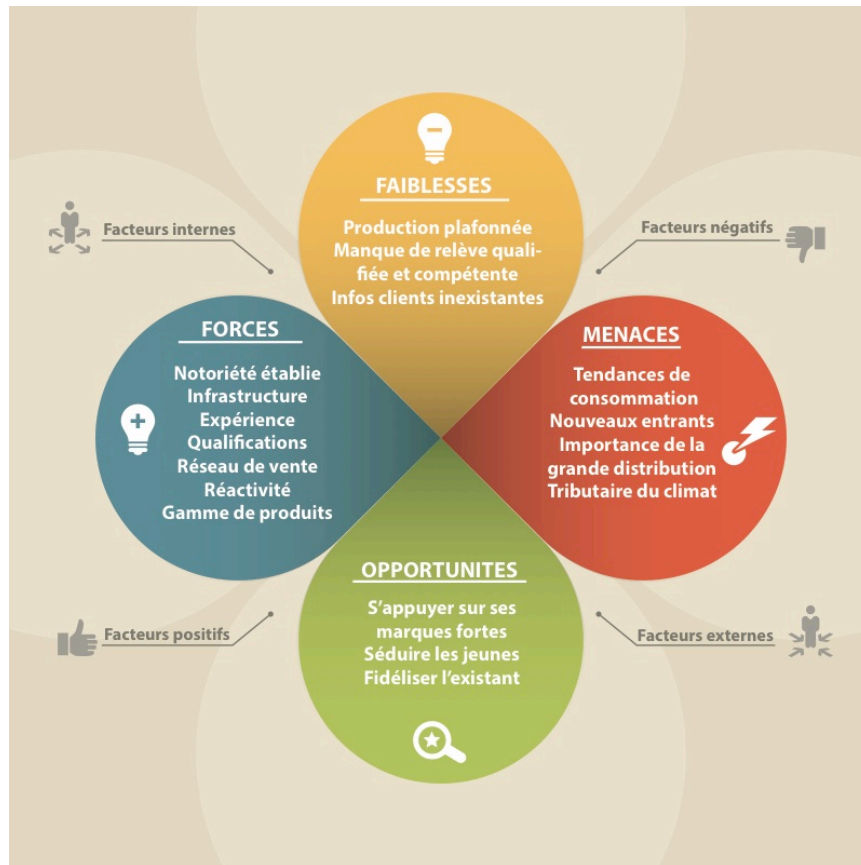 FAIBLESSES
Production plafonnée
Manque de relève quali-
fiée et compétente
Infos clients inexistantes
Facteurs internes
Facteurs négatifs
FORCES
Notoriété établie
Infrastructure
Expérience
Qualifications
Réseau de vente
Réactivité
Gamme de produits
MENACES
Tendances de
consommation
Nouveaux entrants
Importance de la
grande distribution
Tributaire du climat
OPPORTUNITES
S’appuyer sur ses
marques fortes
Séduire les jeunes
Fidéliser l’existant
Facteurs positifs
Facteurs externes